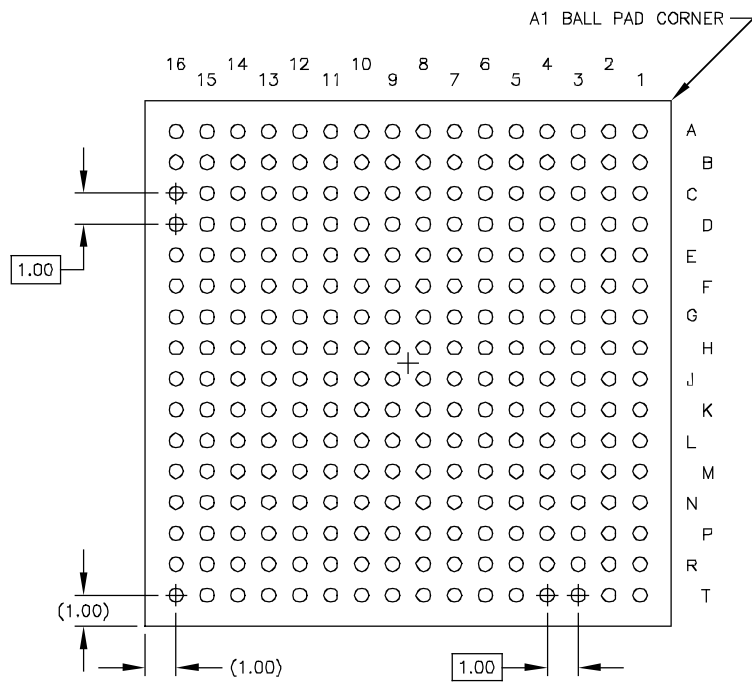 A1 BALL PAD CORNER
16 14 12 10 8 6 4 2
15 13 11 9 7 5 3 1
A
B
C
D
E
1.00
F
G
H
J
K
L
M
N
P
R
T
(1.00)
(1.00)
1.00